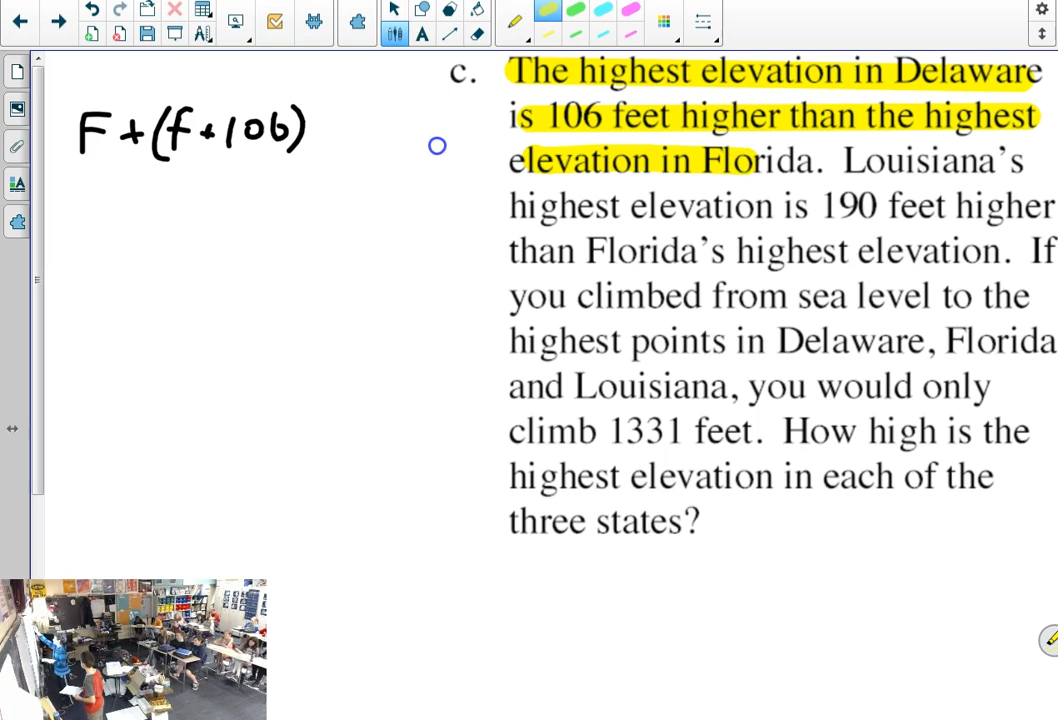 F+(f+106)
c. The highest elevation in Delaware
is 106 feet higher than the highest
elevation in Florida. Louisiana's
highest elevation is 190 feet higher
than Florida's highest elevation. If
you climbed from sea level to the
highest points in Delaware, Florida
and Louisiana, you would only
climb 1331 feet. How high is the
highest elevation in each of the
three states?